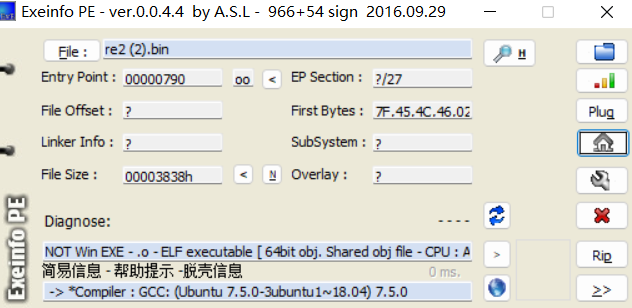 Exeinfo PE - ver.0.0.4.4 by A.S.L - 966+54 sign 2016.09.29
File : re2 (2).bin H
Entry Point : 00000790 oo < EP Section : ?/27
File Offset : ? First Bytes : 7F.45.4C.46.02 Plug
Linker Info : ? SubSystem : ?
File Size : 00003838h < N Overlay : ?
Diagnose: ----
NOT Win EXE - .o - ELF executable [ 64bit obj. Shared obj file - CPU : A > Rip
简易信息 - 帮助提示 -脱壳信息 0 ms.
-> *Compiler : GCC: (Ubuntu 7.5.0-3ubuntu1~18.04) 7.5.0 >>
Exeinfo PE